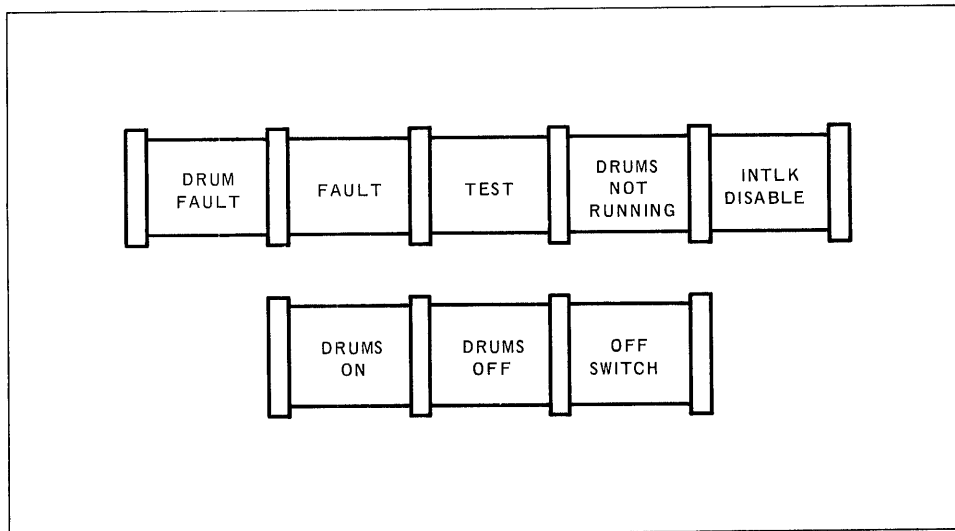 DRUM
FAULT
FAULT
TEST
DRUMS
NOT
RUNNING
INTLK
DISABLE
DRUMS
ON
DRUMS
OFF
OFF
SWITCH